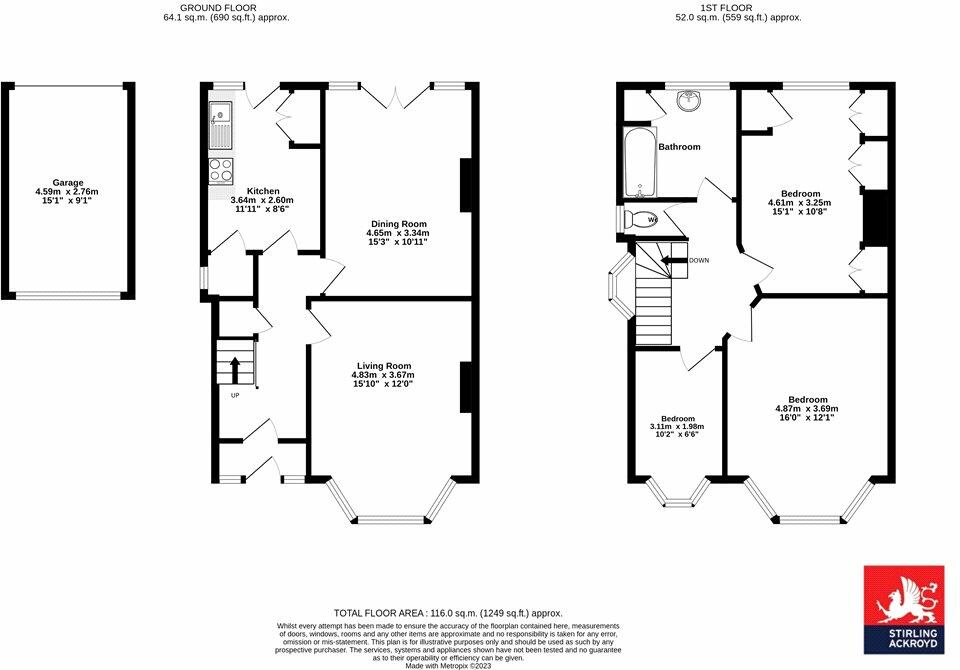 GROUND FLOOR
64.1 sq.m. (690 sq.ft.) approx.
1ST FLOOR
52.0 sq.m. (559 sq.ft.) approx.
Garage
4.59m x 2.76m
15'1" x 9'1"
Kitchen
3.64m x 2.60m
11'11" x 8'6"
Dining Room
4.65m x 3.34m
15'3" x 10'11"
Living Room
4.83m x 3.67m
15'10" x 12'0"
UP
Bathroom
Wc
DOWN
Bedroom
4.61m x 3.25m
15'1" x 10'8"
Bedroom
4.87m x 3.69m
16'0" x 12'1"
Bedroom
3.11m x 1.98m
10'2" x 6'6"
TOTAL FLOOR AREA : 116.0 sq.m. (1249 sq.ft.) approx.
Whilst every attempt has been made to ensure the accuracy of the floorplan contained here, measurements
of doors, windows, rooms and any other items are approximate and no responsibility is taken for any error,
omission or mis-statement. This plan is for illustrative purposes only and should be used as such by any
prospective purchaser. The services, systems and appliances shown have not been tested and no guarantee
as to their operability or efficiency can be given.
Made with Metropix ©2023
STIRLING
ACKROYD